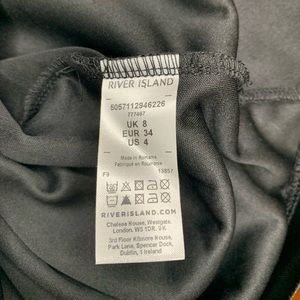 RIVER ISLAND
5057112946226
777467
UK 8
EUR 34
US 4
Made in Romania
Fabriqué en Roumanie
F9 13857
RIVERISLAND.COM
Chelsea House, Westgate,
London, W5 1DR, UK
3rd Floor Kilmore House,
Park Lane, Spencer Dock,
Dublin, 1 Ireland